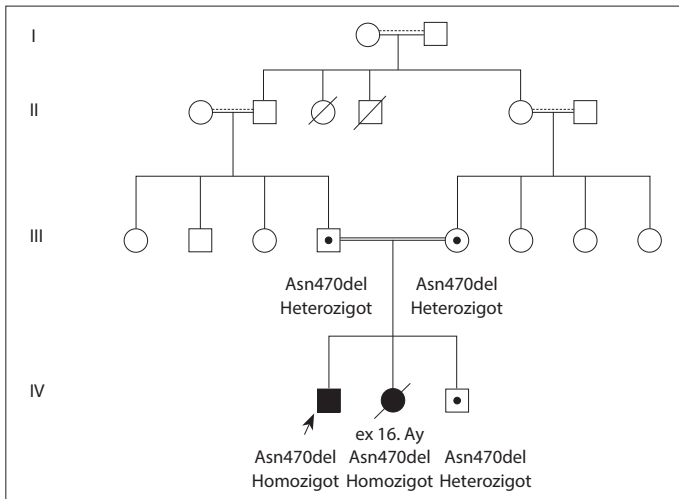 I
II
III
Asn470del Asn470del
Heterozigot Heterozigot
IV
ex 16. Ay
Asn470del Asn470del Asn470del
Homozigot Homozigot Heterozigot